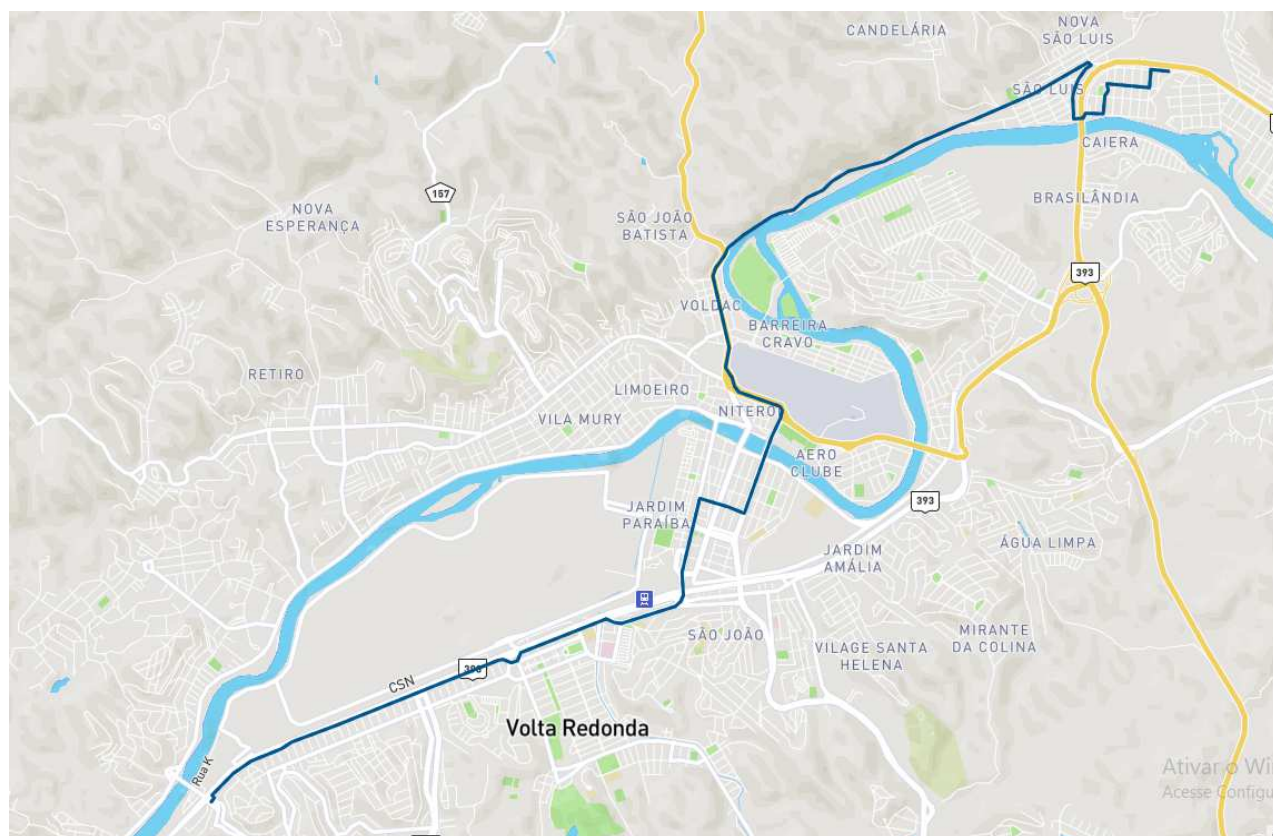 CANDELÁRIA
NOVA
SÃO LUIS
SÃO LUIS
CAIERA
157
NOVA
ESPERANÇA
SÃO JOÃO
BATISTA
BRASILÂNDIA
393
VOLDAC
BARREIRA
CRAVO
RETIRO
LIMOEIRO
NITERO
VILA MURY
AERO
CLUBE
393
JARDIM
PARAÍBA
JARDIM
AMÁLIA
ÁGUA LIMPA
SÃO JOÃO
VILAGE SANTA
HELENA
MIRANTE
DA COLINA
393
CSN
Volta Redonda
Rua K
Ativar o Wi
Acesse Configu